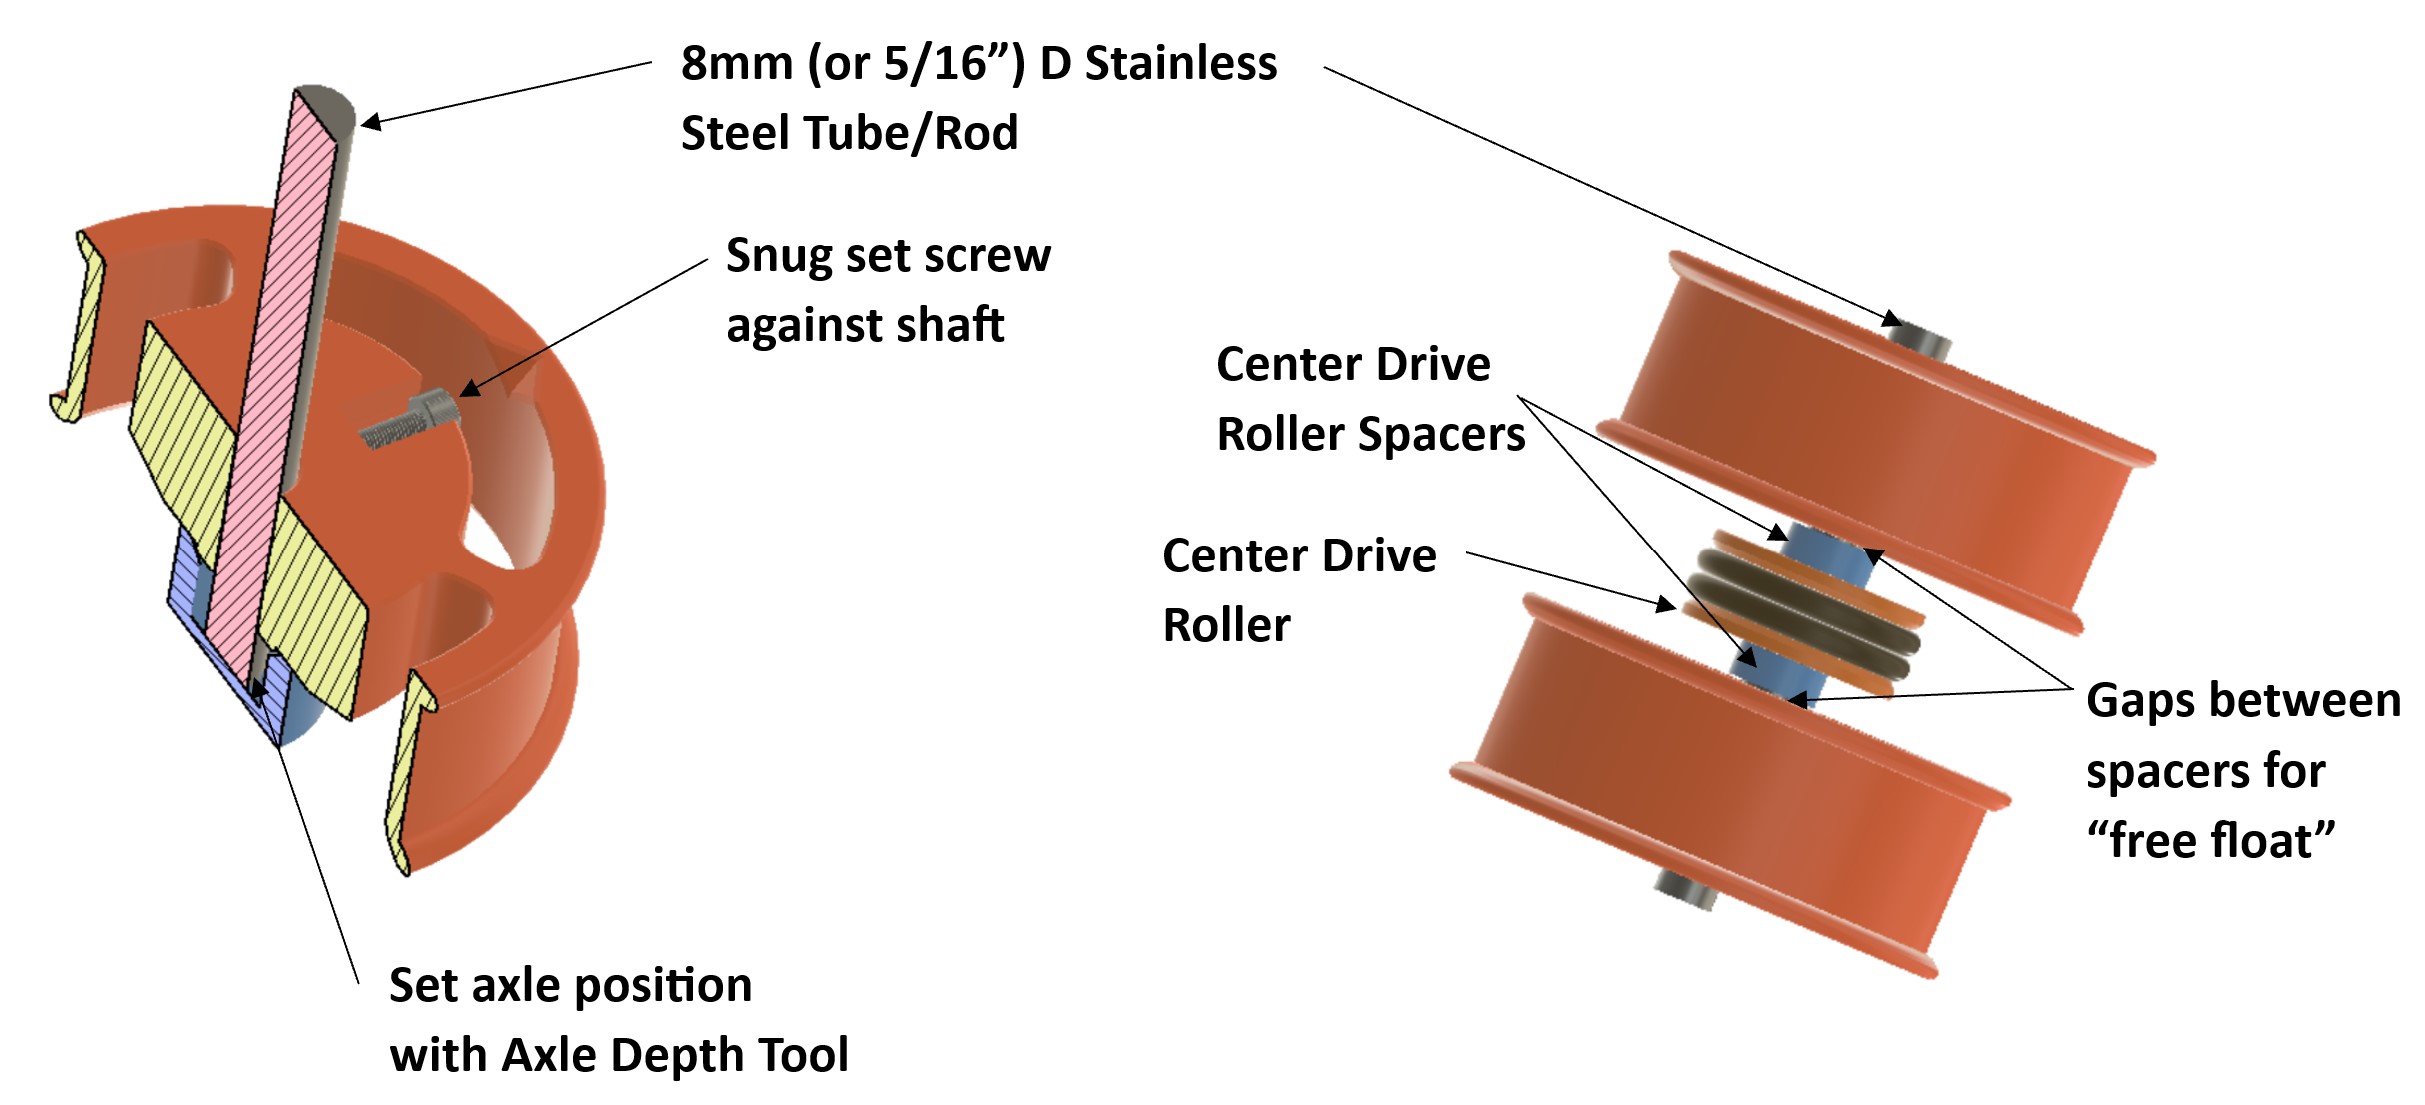 8mm (or 5/16”) D Stainless
Steel Tube/Rod
Snug set screw
against shaft
Center Drive
Roller Spacers
Center Drive
Roller
Gaps between
spacers for
“free float”
Set axle position
with Axle Depth Tool